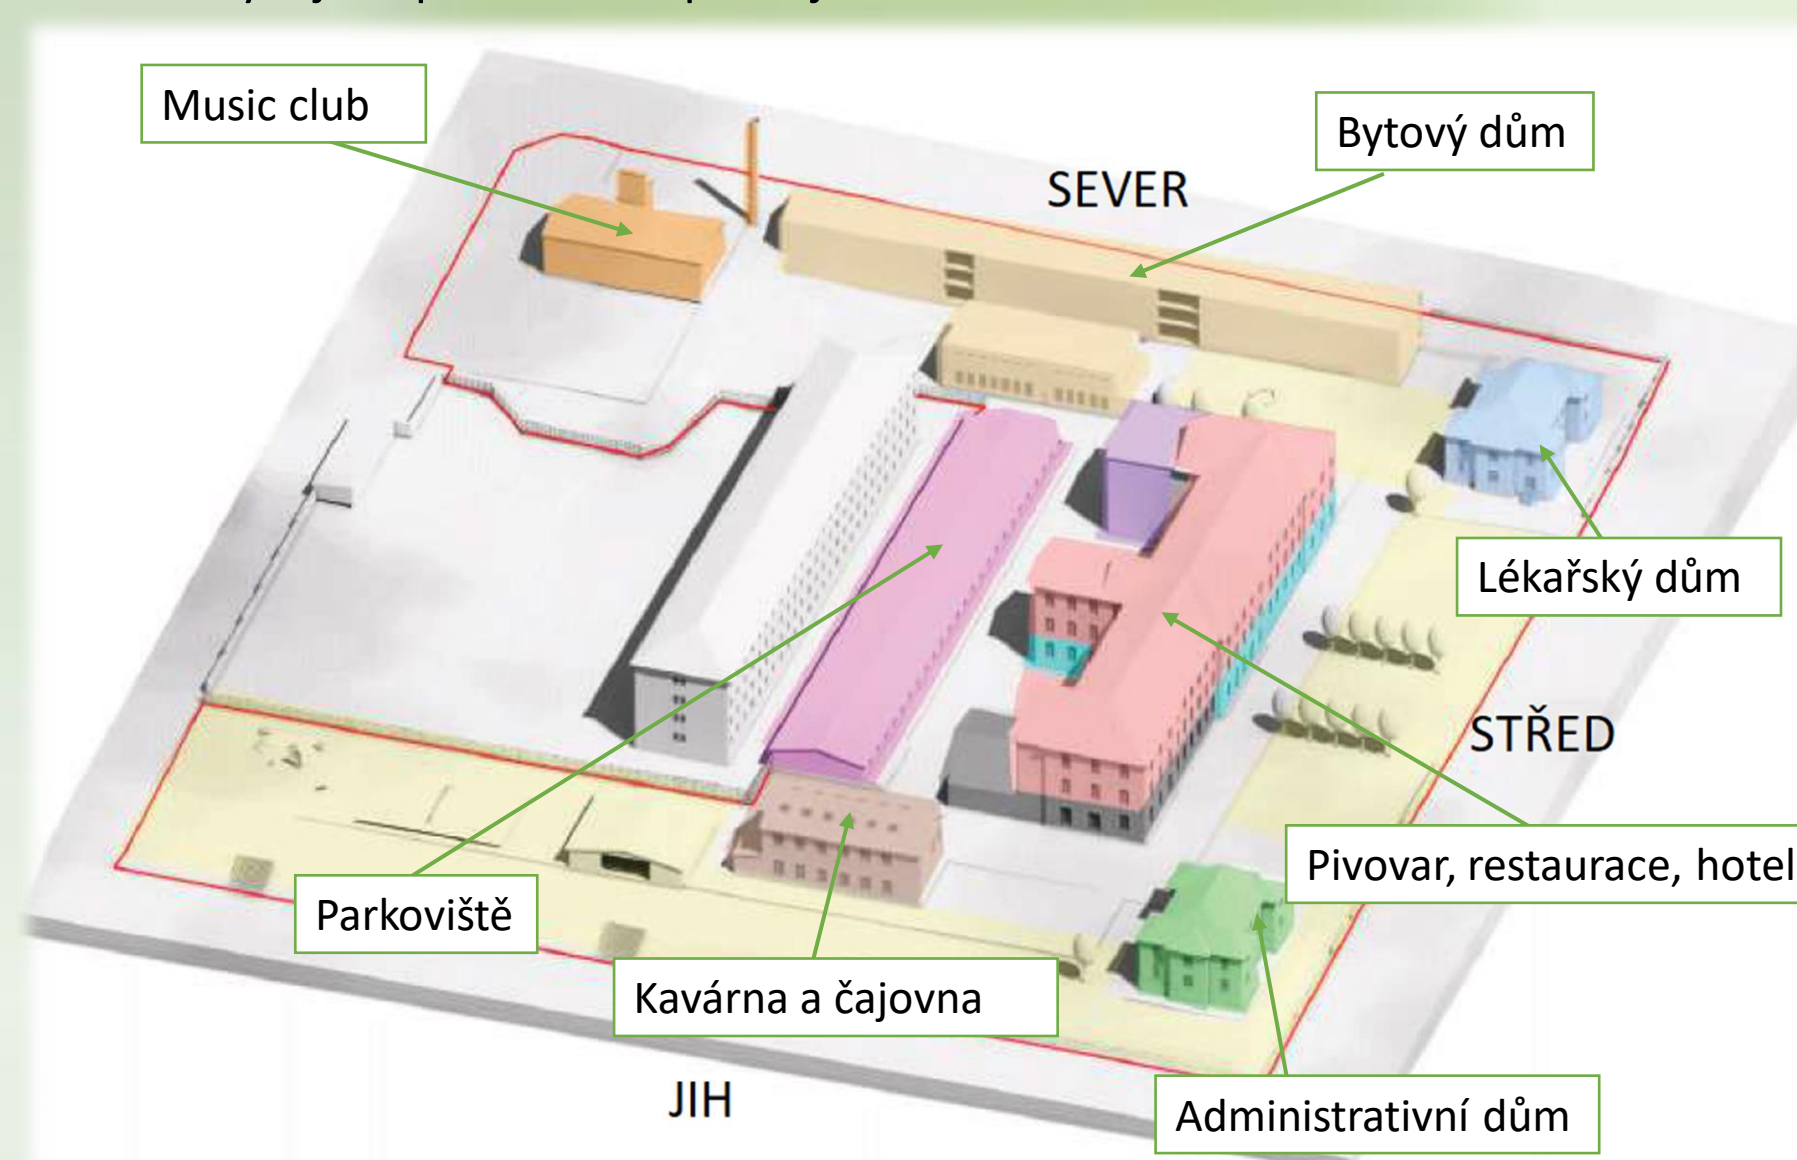 Music club
Bytový dům
SEVER
Lékařský dům
STŘED
Pivovar, restaurace, hotel
Parkoviště
Kavárna a čajovna
JIH
Administrativní dům